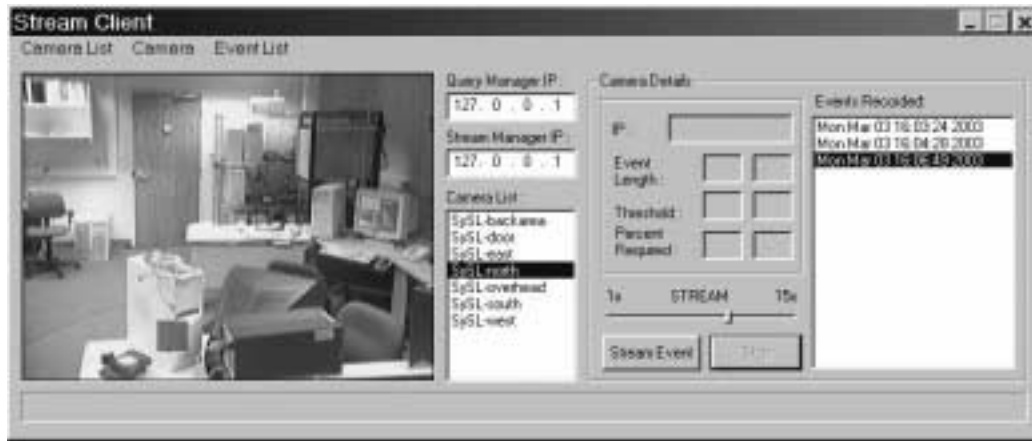 Stream Client
Camera List Camera Event List
Query Manager IP :
127. 0 . 0 . 1
Stream Manager IP :
127. 0 . 0 . 1
Camera List :
SySL-backarea
SySL-door
SySL-east
SySL-north
SySL-overhead
SySL-south
SySL-west
Camera Details
IP :
Event
Length :
Threshold :
Percent
Required :
1x STREAM 15x
Stream Event
Events Recorded:
Mon Mar 03 16:03:24 2003
Mon Mar 03 16:04:28 2003
Mon Mar 03 16:06:49 2003